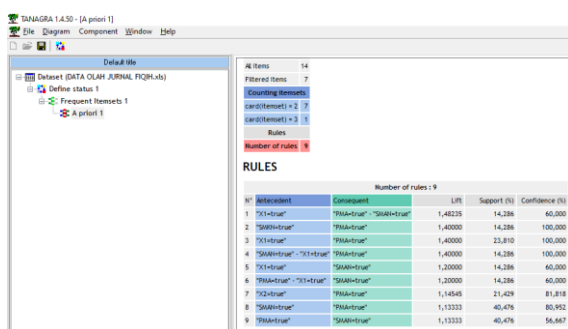 TANAGRA 1.4.50 - [A priori 1]
File Diagram Component Window Help
Default title
Dataset (DATA OLAH JURNAL FIQIH.xls)
Define status 1
Frequent Itemsets 1
A priori 1
All items 14
Filtered items 7
Counting itemsets
card(itemset) = 2 7
card(itemset) = 3 1
Rules
Number of rules 9
RULES
Number of rules : 9
N° Antecedent Consequent Lift Support (%) Confidence (%)
1 "X1=true" "PMA=true" - "SMAN=true" 1,48235 14,286 60,000
2 "SMKN=true" "PMA=true" 1,40000 14,286 100,000
3 "X1=true" "PMA=true" 1,40000 23,810 100,000
4 "SMAN=true" - "X1=true" "PMA=true" 1,40000 14,286 100,000
5 "X1=true" "SMAN=true" 1,20000 14,286 60,000
6 "PMA=true" - "X1=true" "SMAN=true" 1,20000 14,286 60,000
7 "X2=true" "PMA=true" 1,14545 21,429 81,818
8 "SMAN=true" "PMA=true" 1,13333 40,476 80,952
9 "PMA=true" "SMAN=true" 1,13333 40,476 56,667